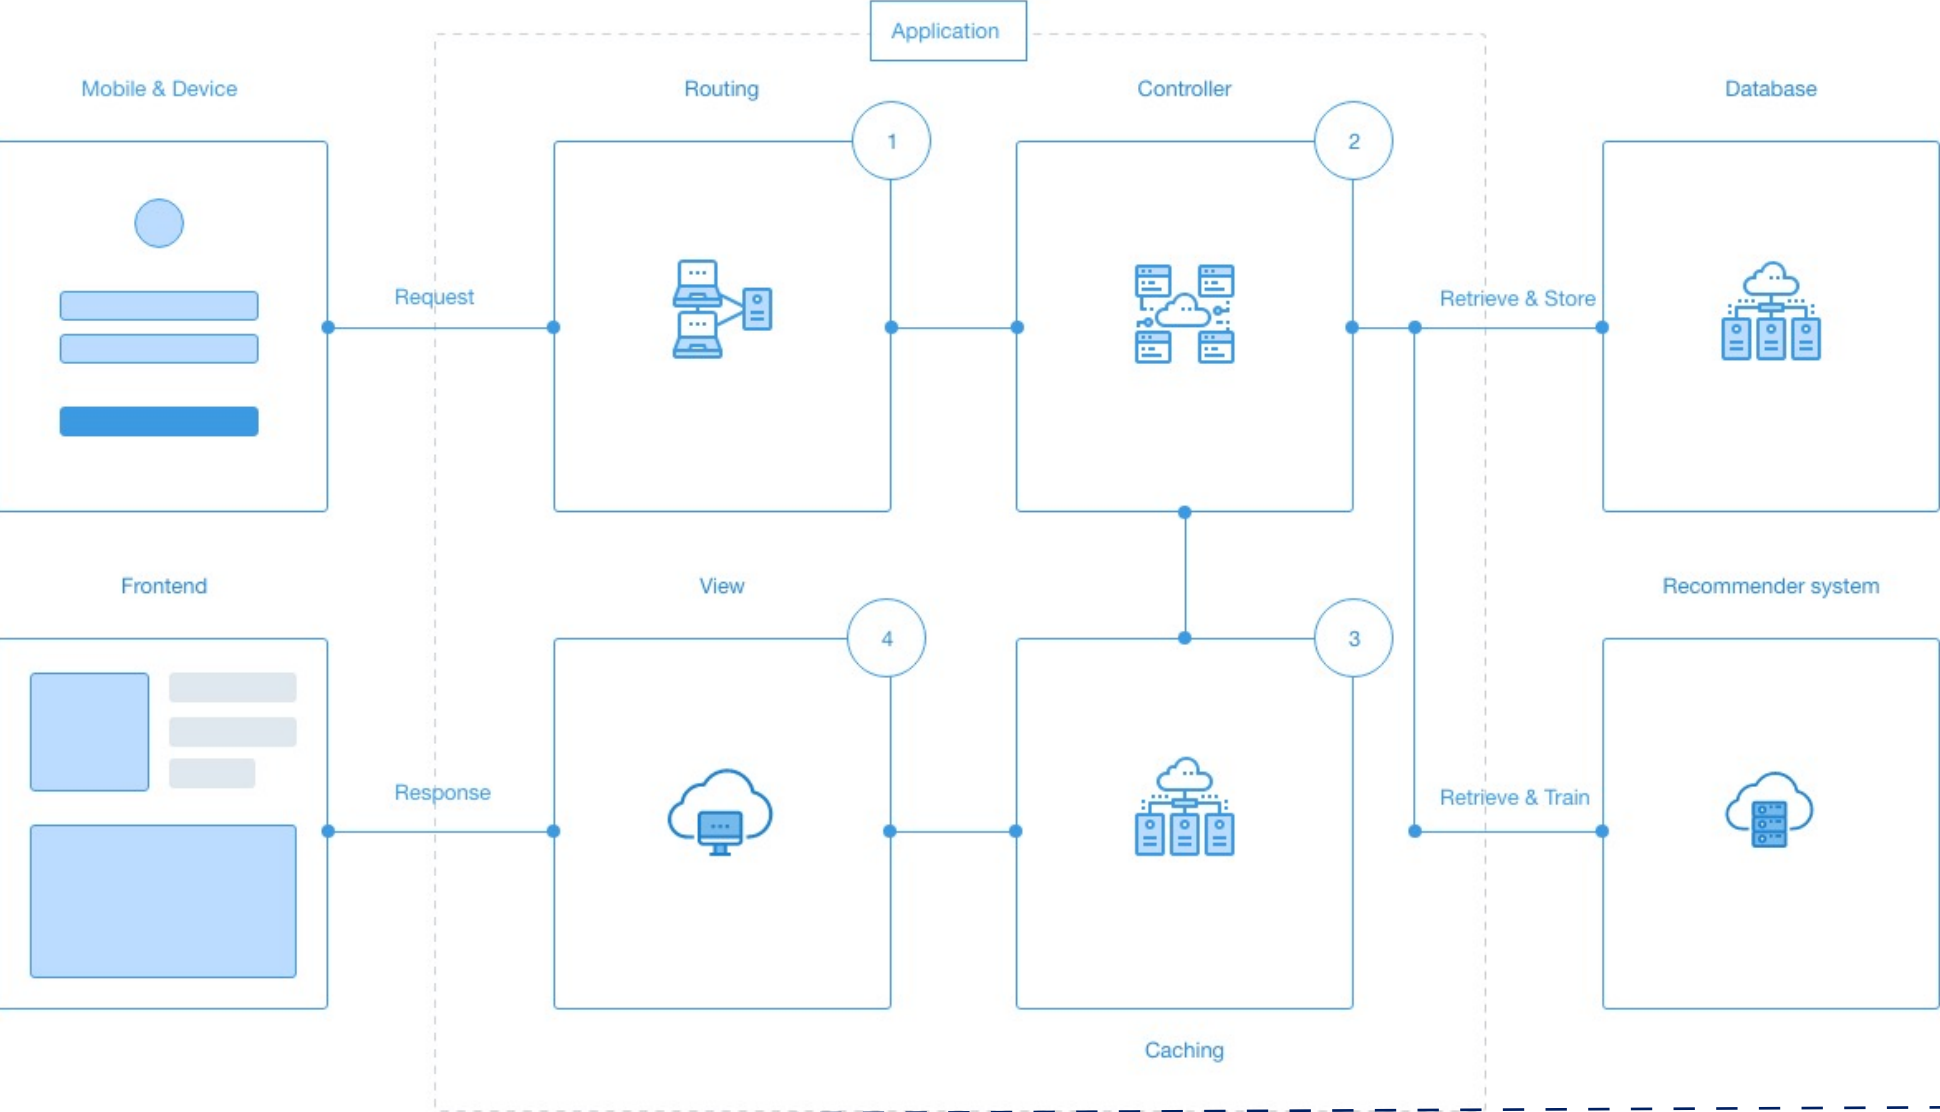 Application
Mobile & Device
Routing
Controller
Database
1
2
Request
Retrieve & Store
Frontend
View
Recommender system
4
3
Response
Retrieve & Train
Caching